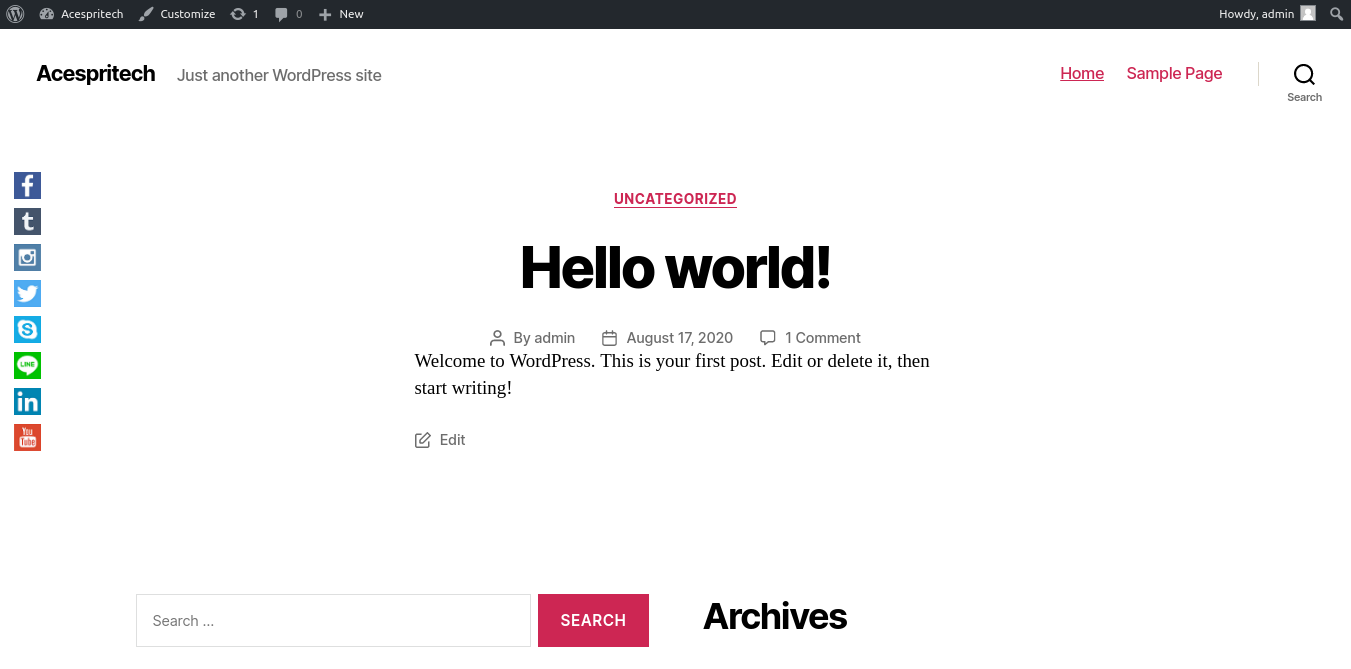 Acespritech Customize 1 0 New Howdy, admin
Acespritech Just another WordPress site Home Sample Page
Search
UNCATEGORIZED
Hello world!
By admin August 17, 2020 1 Comment
Welcome to WordPress. This is your first post. Edit or delete it, then
start writing!
Edit
f
t
S
LINE
in
You
Tube
Search … SEARCH Archives